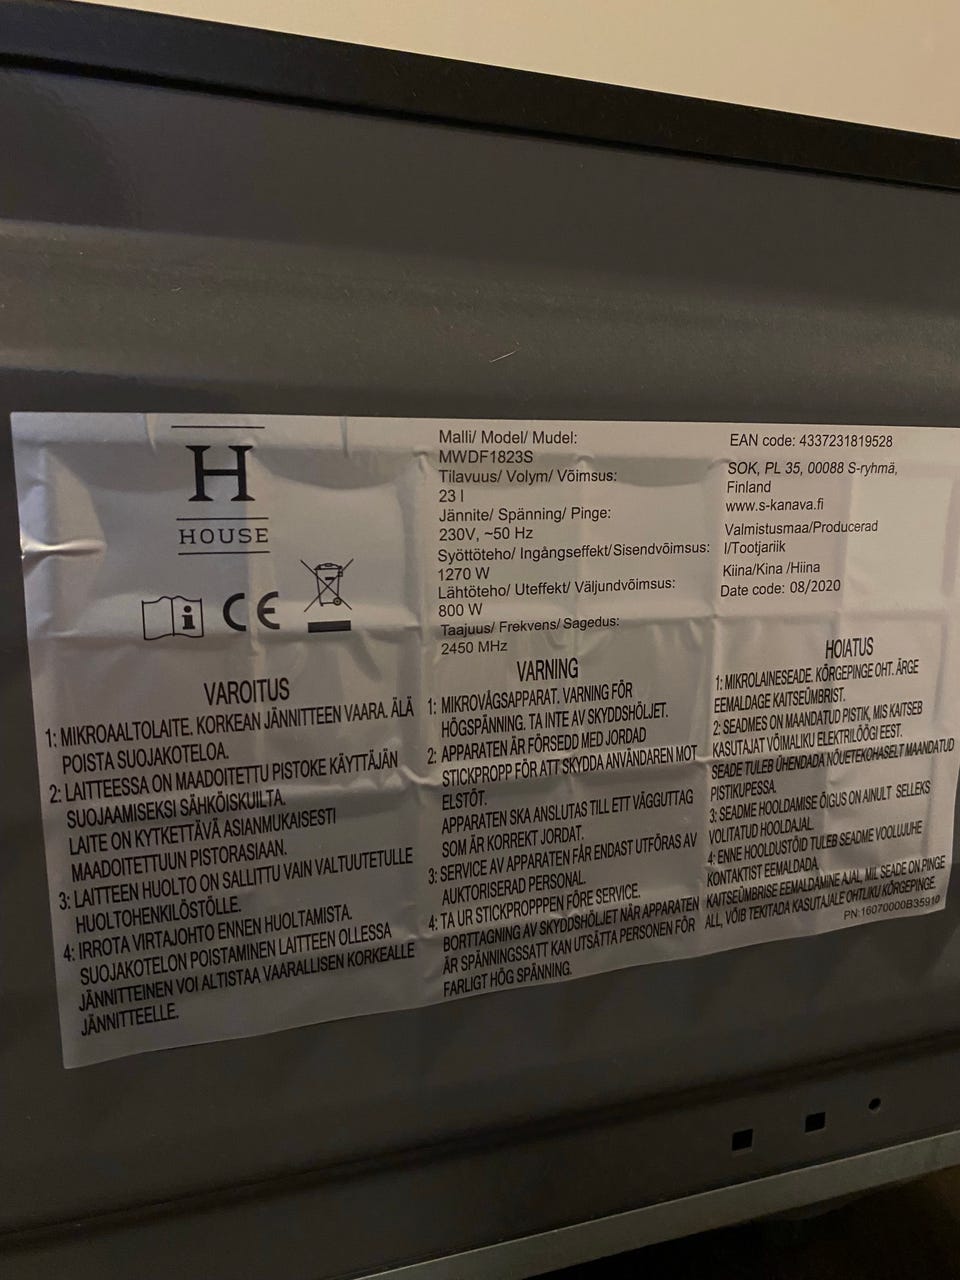 H
HOUSE
i
CE
Malli/ Model/ Mudel:
MWDF1823S
Tilavuus/ Volym/ Võimsus:
23 l
Jännite/ Spänning/ Pinge:
230V, ~50 Hz
Syöttöteho/ Ingångseffekt/Sisendvõimsus:
1270 W
Lähtöteho/ Uteffekt/ Väljundvõimsus:
800 W
Taajuus/ Frekvens/ Sagedus:
2450 MHz
EAN code: 4337231819528
SOK, PL 35, 00088 S-ryhmä,
Finland
www.s-kanava.fi
Valmistusmaa/Producerad
I/Tootjariik
Kiina/Kina /Hiina
Date code: 08/2020
VAROITUS
1: MIKROAALTOLAITE. KORKEAN JÄNNITTEEN VAARA. ÄLÄ
POISTA SUOJAKOTELOA.
2: LAITTEESSA ON MAADOITETTU PISTOKE KÄYTTÄJÄN
SUOJAAMISEKSI SÄHKÖISKUILTA.
LAITE ON KYTKETTÄVÄ ASIANMUKAISESTI
MAADOITETTUUN PISTORASIAAN.
3: LAITTEEN HUOLTO ON SALLITTU VAIN VALTUUTETULLE
HUOLTOHENKILÖSTÖLLE.
4: IRROTA VIRTAJOHTO ENNEN HUOLTAMISTA.
SUOJAKOTELON POISTAMINEN LAITTEEN OLLESSA
JÄNNITTEINEN VOI ALTISTAA VAARALLISEN KORKEALLE
JÄNNITTEELLE.
VARNING
1: MIKROVÅGSAPPARAT. VARNING FÖR
HÖGSPÄNNING. TA INTE AV SKYDDSHÖLJET.
2: APPARATEN ÄR FÖRSEDD MED JORDAD
STICKPROPP FÖR ATT SKYDDA ANVÄNDAREN MOT
ELSTÖT.
APPARATEN SKA ANSLUTAS TILL ETT VÄGGUTTAG
SOM ÄR KORREKT JORDAT.
3: SERVICE AV APPARATEN FÅR ENDAST UTFÖRAS AV
AUKTORISERAD PERSONAL.
4: TA UR STICKPROPPPEN FÖRE SERVICE.
BORTTAGNING AV SKYDDSHÖLJET NÄR APPARATEN
ÄR SPÄNNINGSSATT KAN UTSÄTTA PERSONEN FÖR
FARLIGT HÖG SPÄNNING.
HOIATUS
1: MIKROLAINESEADE. KÕRGEPINGE OHT. ÄRGE
EEMALDAGE KAITSEÜMBRIST.
2: SEADMES ON MAANDATUD PISTIK, MIS KAITSEB
KASUTAJAT VÕIMALIKU ELEKTRILÖÖGI EEST.
SEADE TULEB ÜHENDADA NÕUETEKOHASELT MAANDATUD
PISTIKUPESSA.
3: SEADME HOOLDAMISE ÕIGUS ON AINULT SELLEKS
VOLITATUD HOOLDAJAL.
4: ENNE HOOLDUSTÖID TULEB SEADME VOOLUJUHE
KONTAKTIST EEMALDADA.
KAITSEÜMBRISE EEMALDAMINE AJAL, MIL SEADE ON PINGE
ALL, VÕIB TEKITADA KASUTAJALE OHTLIKU KÕRGEPINGE.
PN:16070000B35910